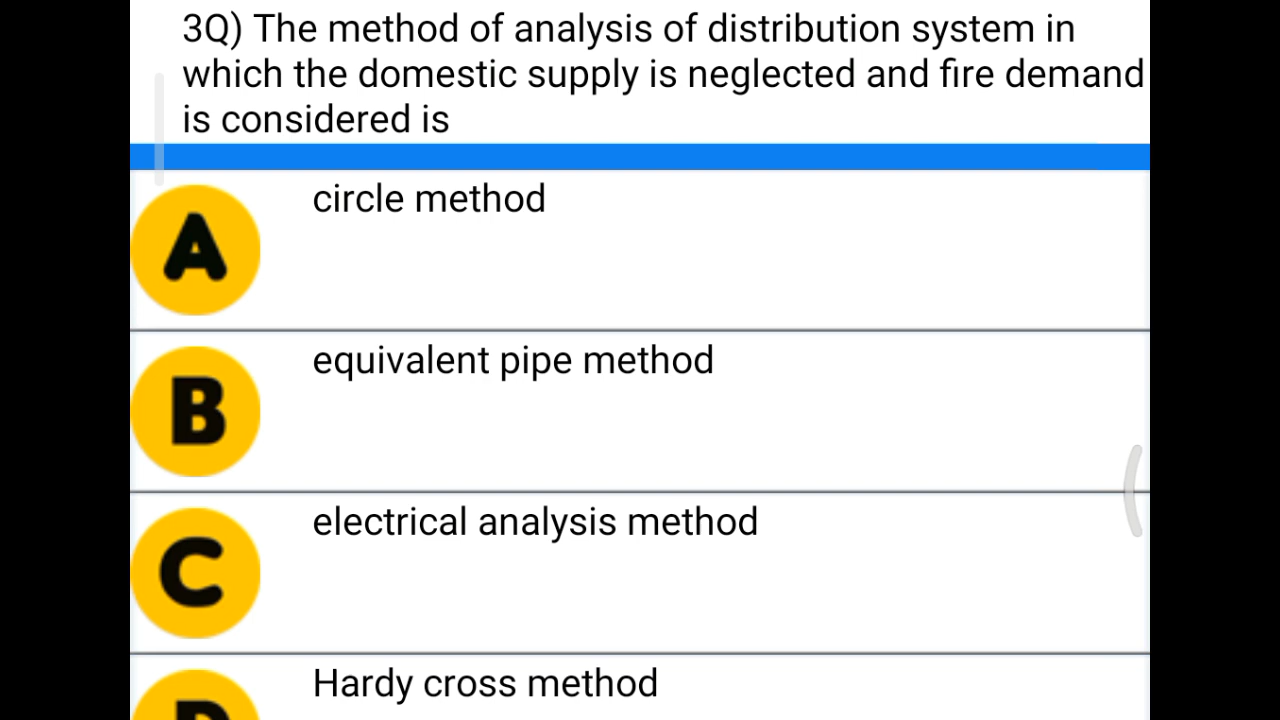 3Q) The method of analysis of distribution system in
which the domestic supply is neglected and fire demand
is considered is
A circle method
B equivalent pipe method
C electrical analysis method
D Hardy cross method